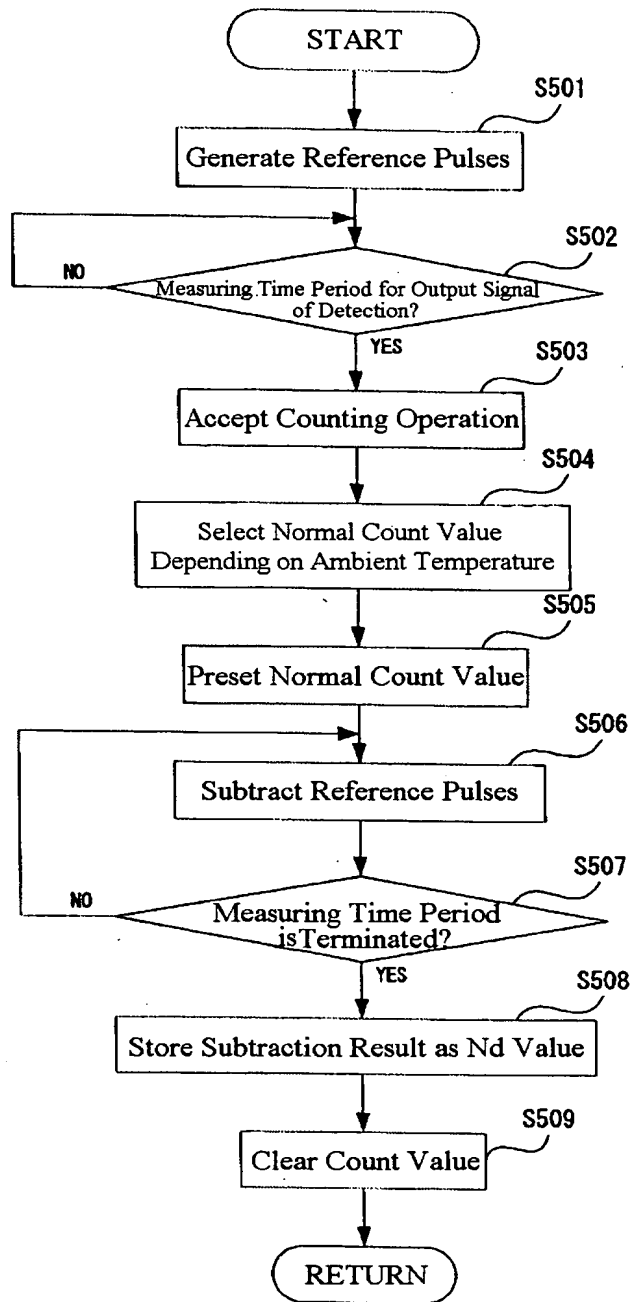 START
S501
Generate Reference Pulses
S502
NO
Measuring Time Period for Output Signal
of Detection?
YES
S503
Accept Counting Operation
S504
Select Normal Count Value
Depending on Ambient Temperature
S505
Preset Normal Count Value
S506
Subtract Reference Pulses
S507
NO
Measuring Time Period
isTerminated?
YES
S508
Store Subtraction Result as Nd Value
S509
Clear Count Value
RETURN